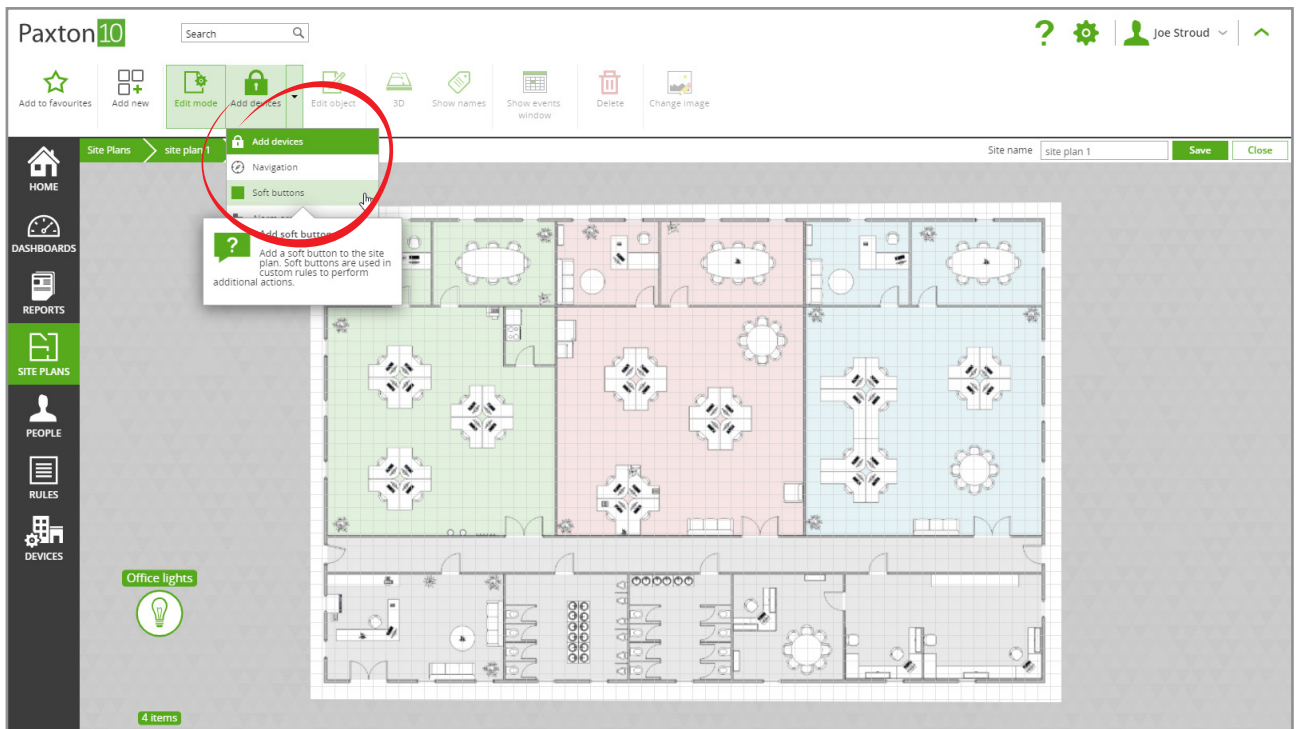 Paxton 10
Search
?
Joe Stroud
Add to favourites
Add new
Edit mode
Add devices
Edit object
3D
Show names
Show events
window
Delete
Change image
Site Plans
site plan 1
Site name
site plan 1
Save
Close
Add devices
Navigation
Soft buttons
?
Add soft button
Add a soft button to the site
plan. Soft buttons are used in
custom rules to perform
additional actions.
HOME
DASHBOARDS
REPORTS
SITE PLANS
PEOPLE
RULES
DEVICES
Office lights
4 items